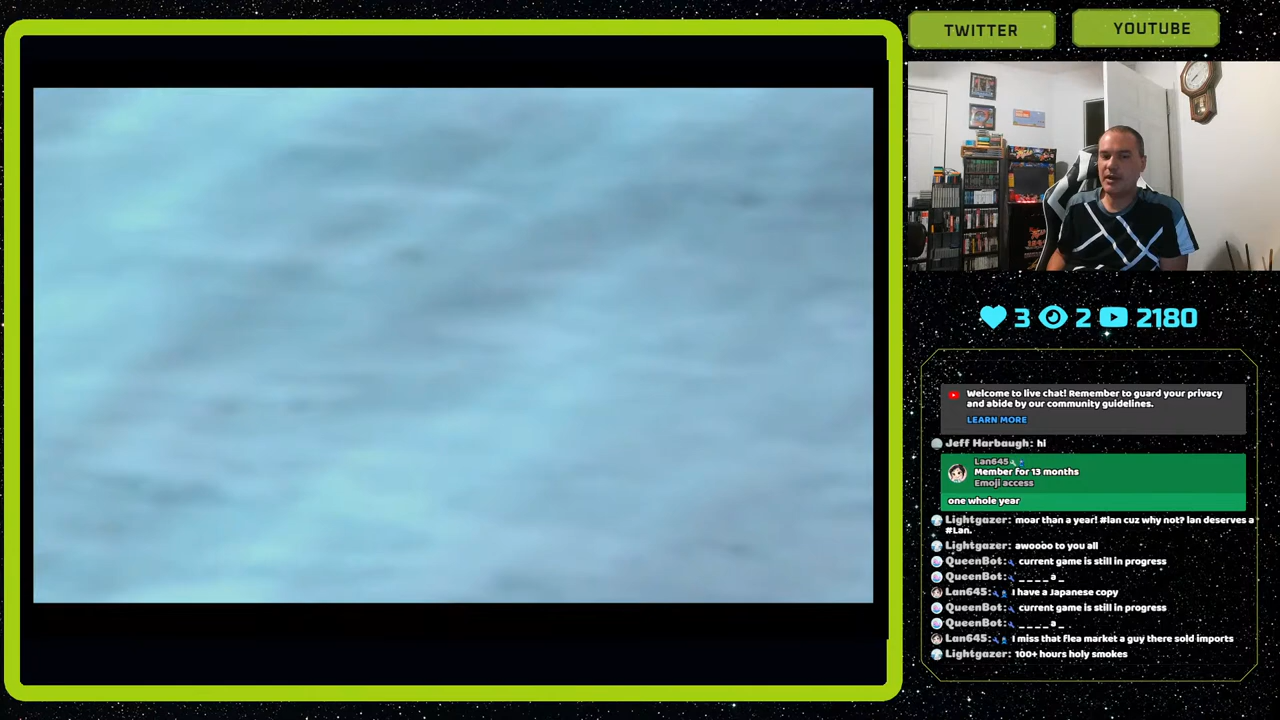 TWITTER
YOUTUBE
3 2 2180
Welcome to live chat! Remember to guard your privacy
and abide by our community guidelines.
LEARN MORE
Jeff Harbaugh: hi
Lan645
Member for 13 months
Emoji access
one whole year
Lightgazer: moar than a year! #lan cuz why not? lan deserves a
#Lan.
Lightgazer: awoooo to you all
QueenBot: current game is still in progress
QueenBot: _ _ _ _ a _
Lan645: I have a Japanese copy
QueenBot: current game is still in progress
QueenBot: _ _ _ _ a _
Lan645: I miss that flea market a guy there sold imports
Lightgazer: 100+ hours holy smokes